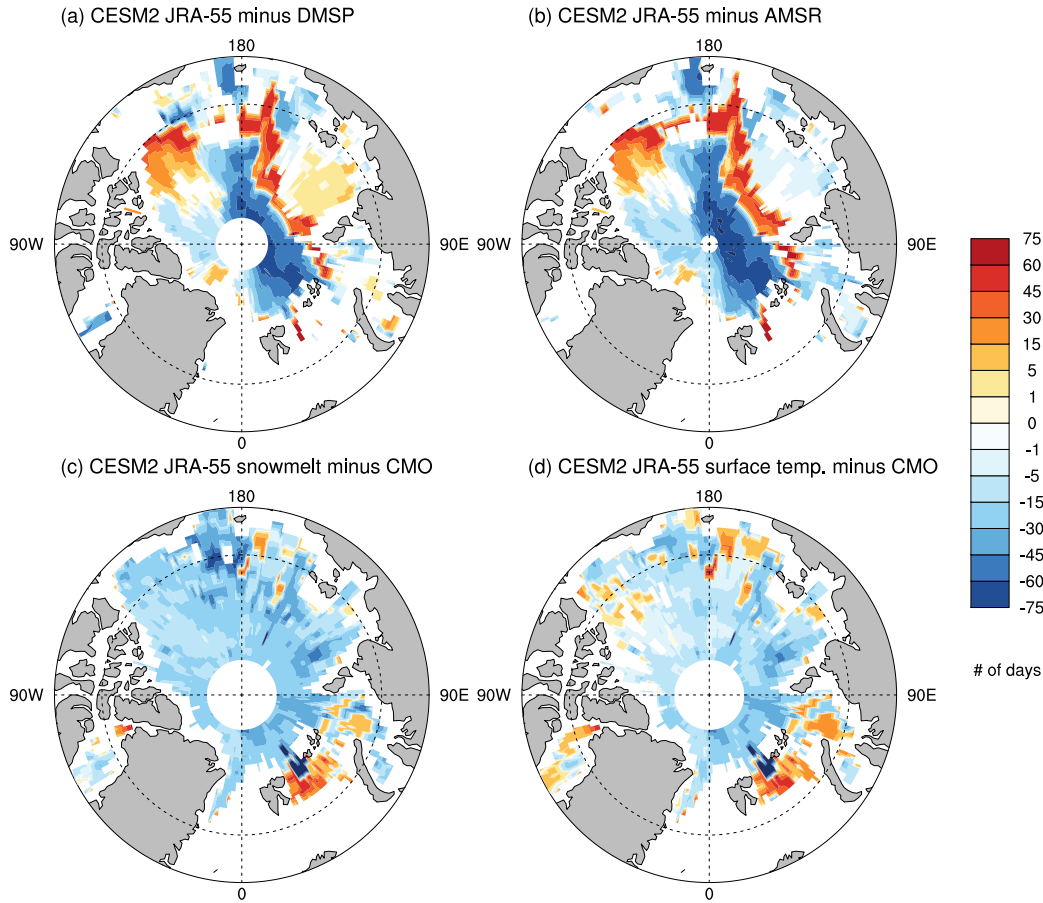 (a) CESM2 JRA-55 minus DMSP
(b) CESM2 JRA-55 minus AMSR
180
180
90W
90E
90W
90E
0
0
(c) CESM2 JRA-55 snowmelt minus CMO
(d) CESM2 JRA-55 surface temp. minus CMO
180
180
90W
90E
90W
90E
0
0
75
60
45
30
15
5
1
0
-1
-5
-15
-30
-45
-60
-75
# of days